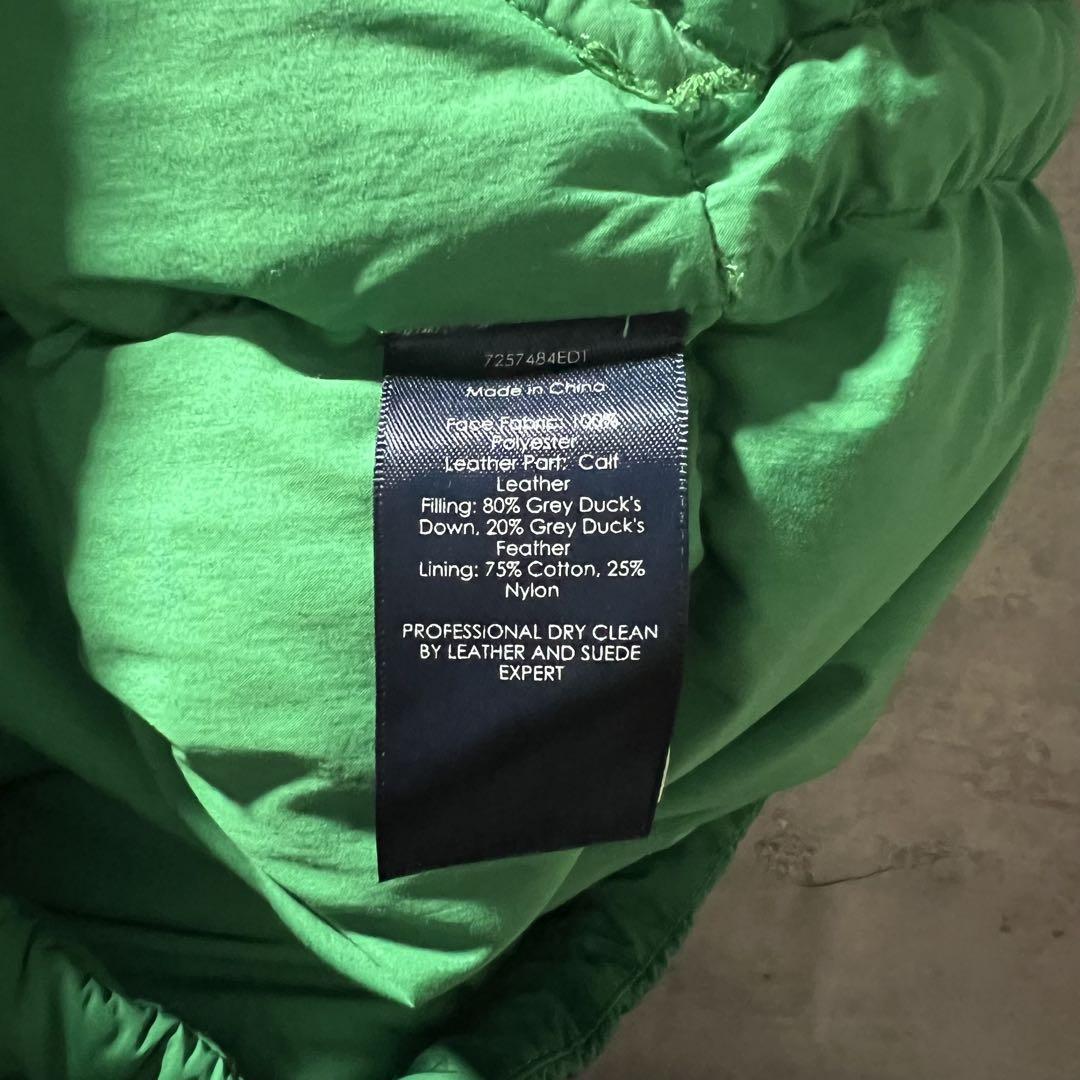 7257484ED1
Made in China
Face Fabric: 100%
Polyester
Leather Part: Calf
Leather
Filling: 80% Grey Duck's
Down, 20% Grey Duck's
Feather
Lining: 75% Cotton, 25%
Nylon
PROFESSIONAL DRY CLEAN
BY LEATHER AND SUEDE
EXPERT